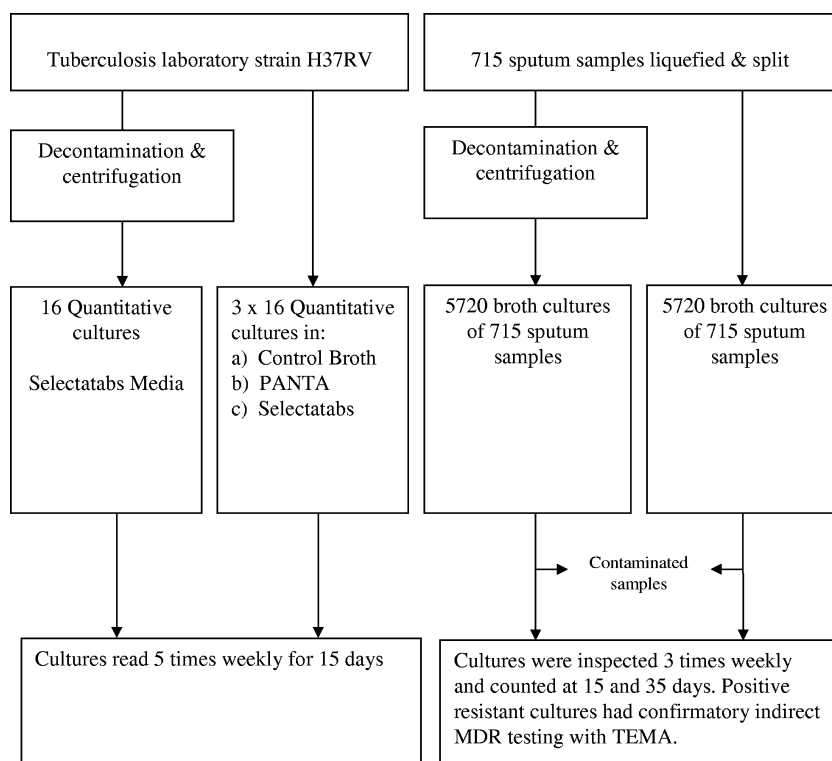 Tuberculosis laboratory strain H37RV
715 sputum samples liquefied & split
Decontamination &
centrifugation
Decontamination &
centrifugation
16 Quantitative
cultures
Selectatabs Media
3 x 16 Quantitative
cultures in:
a) Control Broth
b) PANTA
c) Selectatabs
5720 broth cultures
of 715 sputum
samples
5720 broth cultures
of 715 sputum
samples
Contaminated
samples
Cultures read 5 times weekly for 15 days
Cultures were inspected 3 times weekly
and counted at 15 and 35 days. Positive
resistant cultures had confirmatory indirect
MDR testing with TEMA.